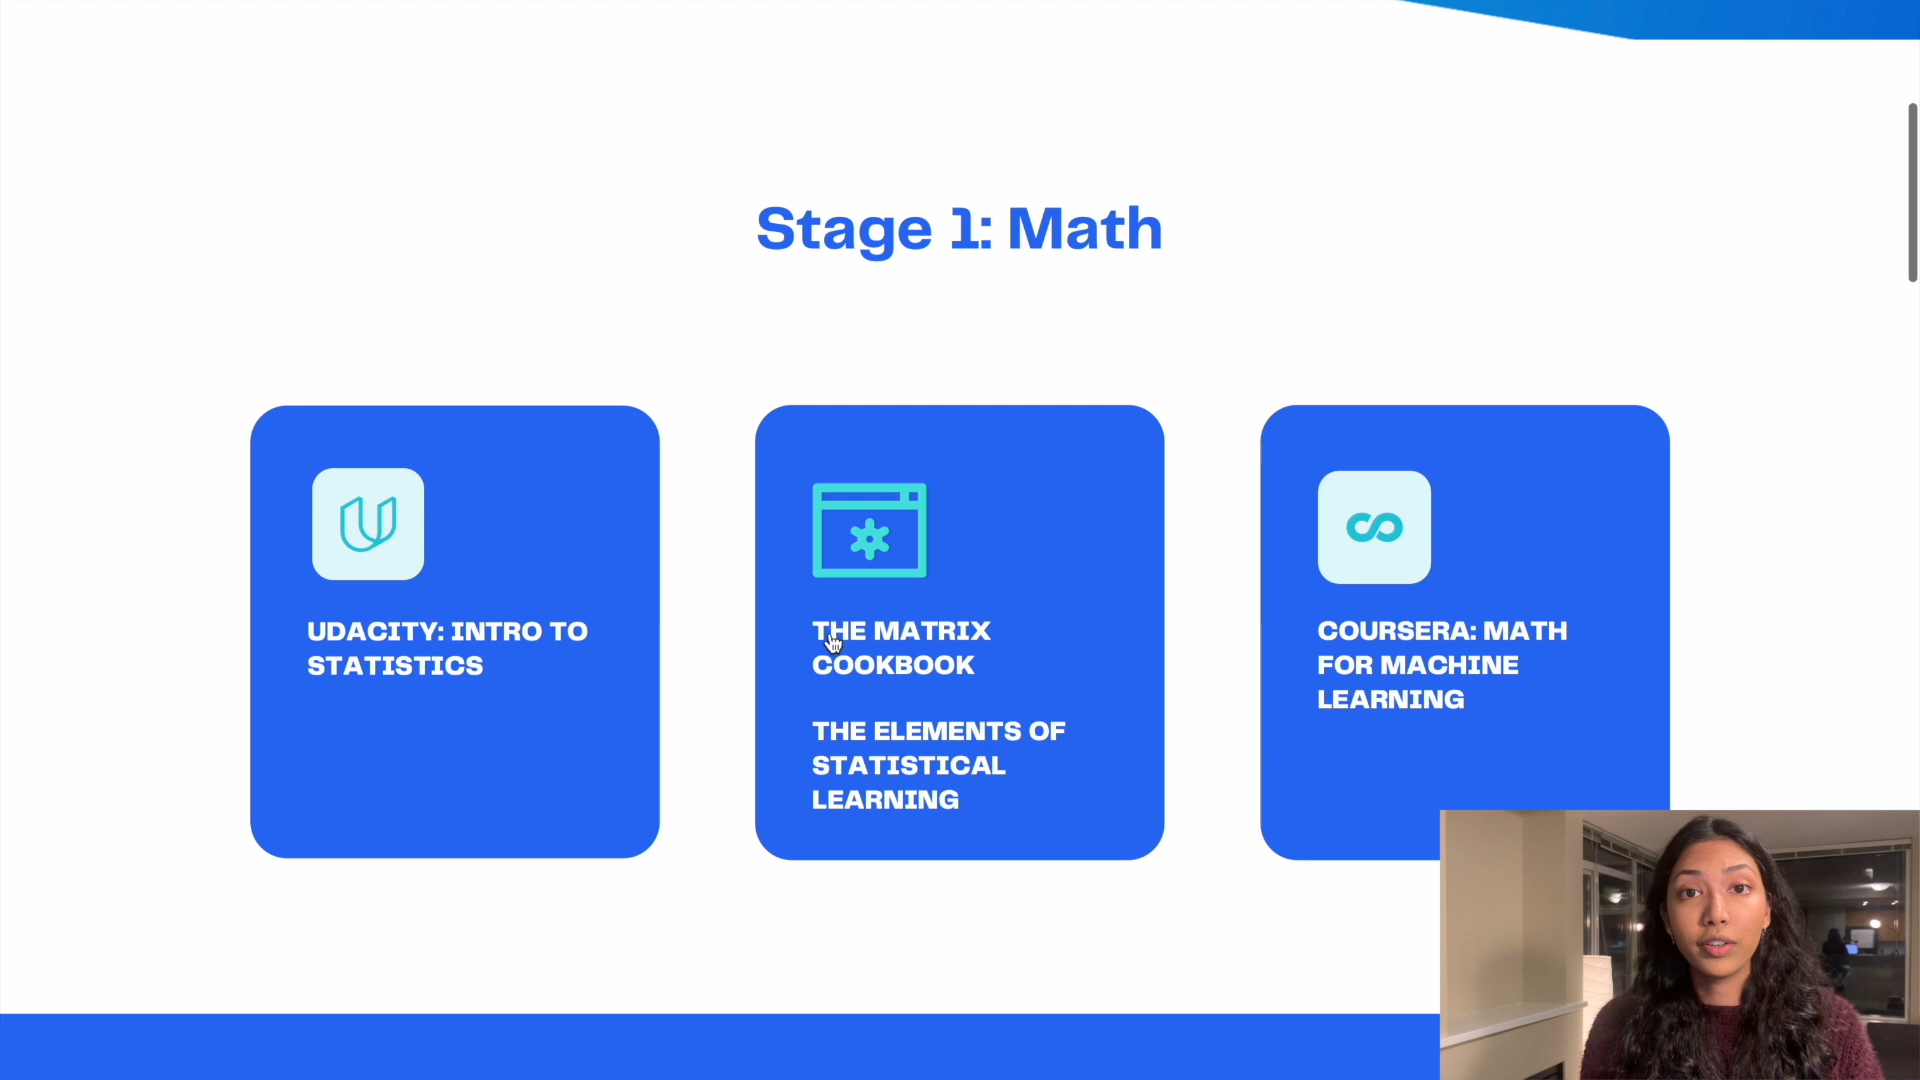 Stage 1: Math
UDACITY: INTRO TO
STATISTICS
THE MATRIX
COOKBOOK
THE ELEMENTS OF
STATISTICAL
LEARNING
COURSERA: MATH
FOR MACHINE
LEARNING